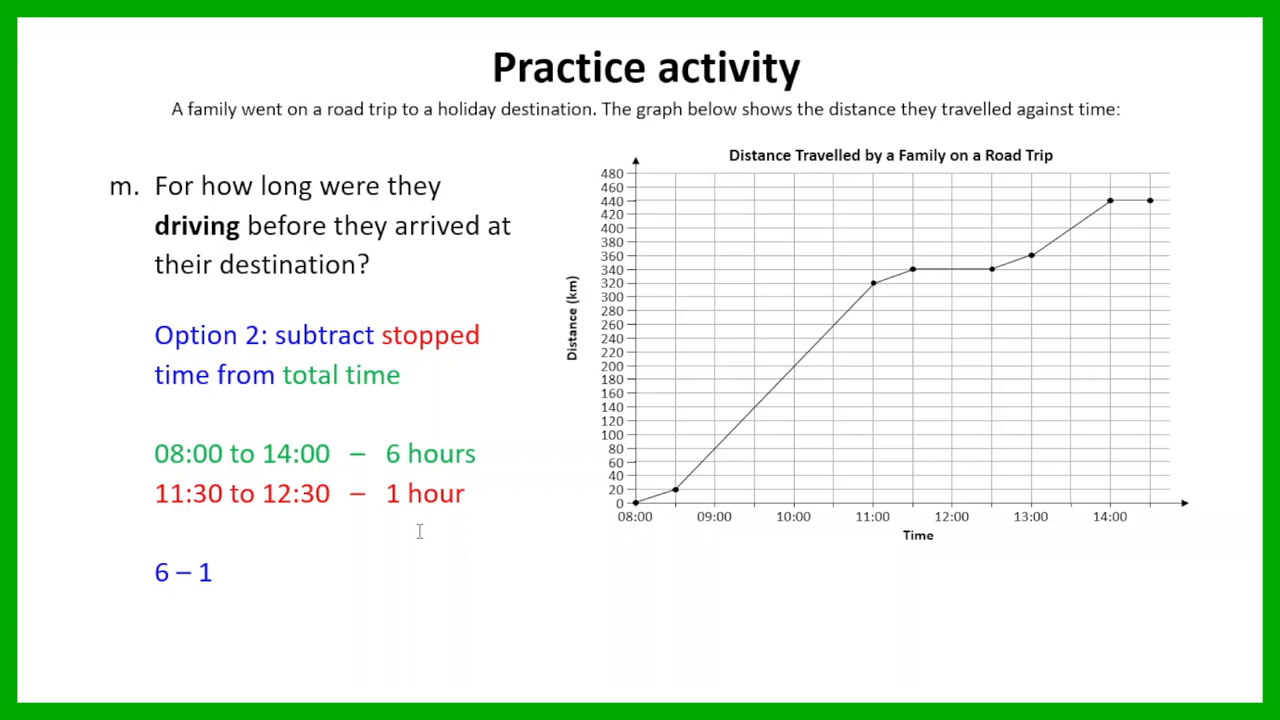 Practice activity
A family went on a road trip to a holiday destination. The graph below shows the distance they travelled against time:
m. For how long were they
driving before they arrived at
their destination?
Option 2: subtract stopped
time from total time
08:00 to 14:00 – 6 hours
11:30 to 12:30 – 1 hour
6 – 1
Distance Travelled by a Family on a Road Trip
Distance (km)
480
460
440
420
400
380
360
340
320
300
280
260
240
220
200
180
160
140
120
100
80
60
40
20
0
08:00 09:00 10:00 11:00 12:00 13:00 14:00
Time